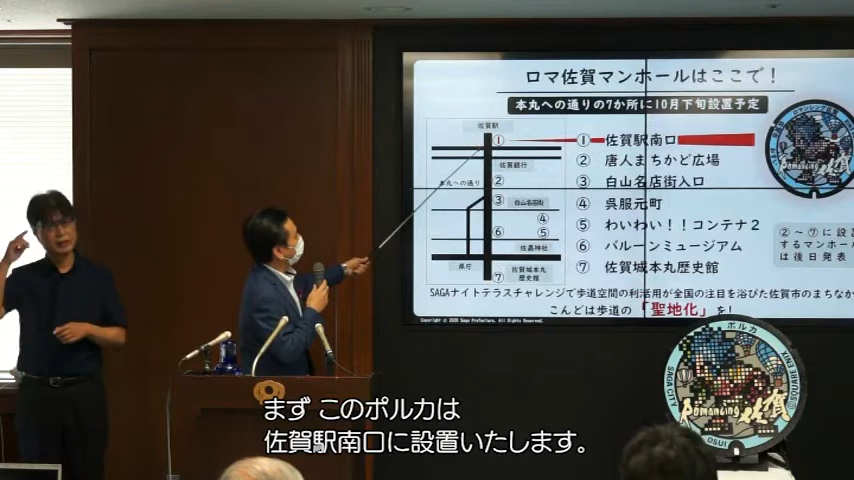 ロマ佐賀マンホールはここで！
本丸への通りの7か所に10月下旬設置予定
佐賀駅
①
佐賀銀行
本丸への通り
②
③
白山名店街
④
⑥
⑤
佐嘉神社
県庁
⑦
佐賀城本丸
歴史館
① 佐賀駅南口
② 唐人まちかど広場
③ 白山名店街入口
④ 呉服元町
⑤ わいわい！！コンテナ２
⑥ バルーンミュージアム
⑦ 佐賀城本丸歴史館
②～⑦に設置
するマンホール
は後日発表
SAGAナイトテラスチャレンジで歩道空間の利活用が全国の注目を浴びた佐賀市のまちなか
こんどは歩道の「聖地化」を！
Copyright © 2020 Saga Prefecture. All Rights Reserved.
ポルカ
SAGA CITY
SQUARE ENIX
Romancing 佐賀
OSUI
まず このポルカは
佐賀駅南口に設置いたします。